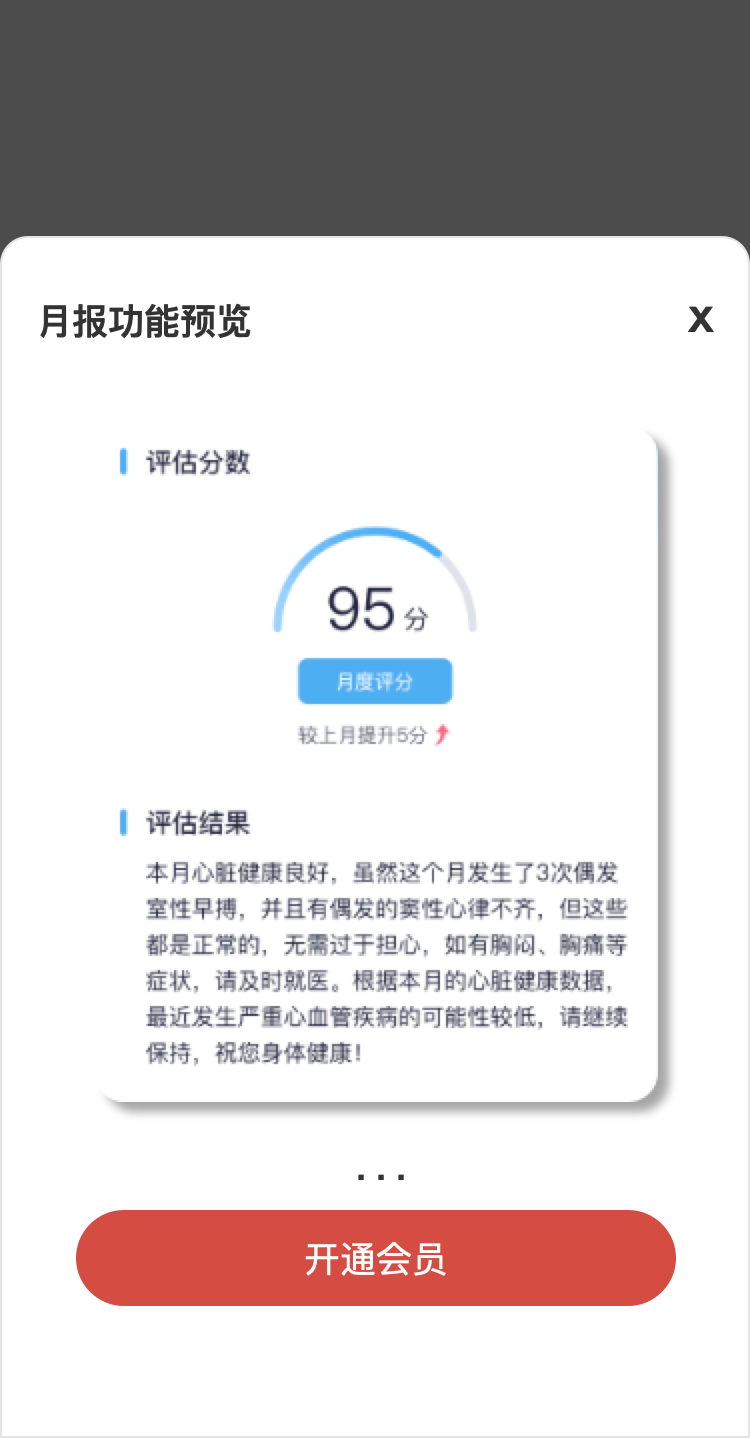 月报功能预览
X
评估分数
95分
月度评分
较上月提升5分
评估结果
本月心脏健康良好，虽然这个月发生了3次偶发
室性早搏，并且有偶发的窦性心律不齐，但这些
都是正常的，无需过于担心，如有胸闷、胸痛等
症状，请及时就医。根据本月的心脏健康数据，
最近发生严重心血管疾病的可能性较低，请继续
保持，祝您身体健康！
...
开通会员